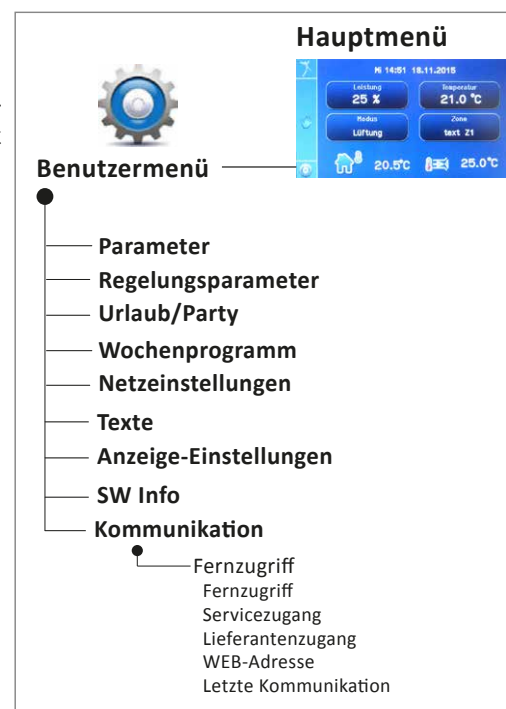 Hauptmenü
Mi 14:51 18.11.2015
Leistung
25 %
Temperatur
21.0 °C
Modus
Lüftung
Zone
text Z1
20.5°C
25.0°C
Benutzermenü
Parameter
Regelungsparameter
Urlaub/Party
Wochenprogramm
Netzeinstellungen
Texte
Anzeige-Einstellungen
SW Info
Kommunikation
Fernzugriff
Fernzugriff
Servicezugang
Lieferantenzugang
WEB-Adresse
Letzte Kommunikation